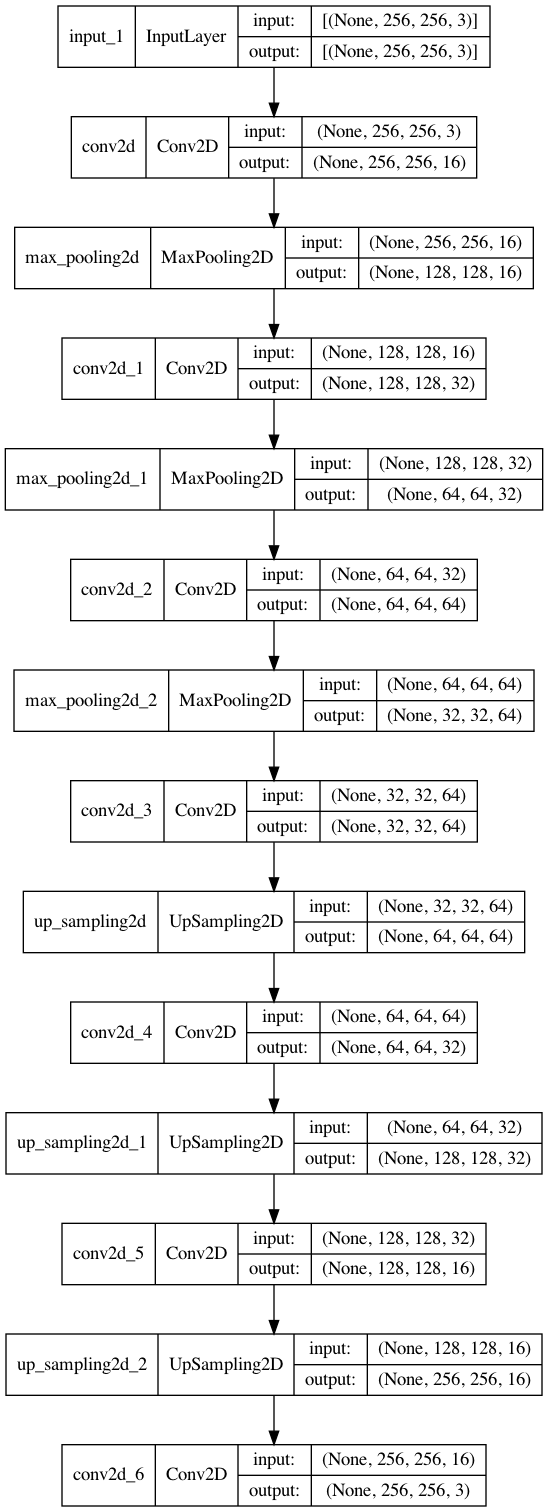 input_1 InputLayer input: [(None, 256, 256, 3)]
output: [(None, 256, 256, 3)]
conv2d Conv2D input: (None, 256, 256, 3)
output: (None, 256, 256, 16)
max_pooling2d MaxPooling2D input: (None, 256, 256, 16)
output: (None, 128, 128, 16)
conv2d_1 Conv2D input: (None, 128, 128, 16)
output: (None, 128, 128, 32)
max_pooling2d_1 MaxPooling2D input: (None, 128, 128, 32)
output: (None, 64, 64, 32)
conv2d_2 Conv2D input: (None, 64, 64, 32)
output: (None, 64, 64, 64)
max_pooling2d_2 MaxPooling2D input: (None, 64, 64, 64)
output: (None, 32, 32, 64)
conv2d_3 Conv2D input: (None, 32, 32, 64)
output: (None, 32, 32, 64)
up_sampling2d UpSampling2D input: (None, 32, 32, 64)
output: (None, 64, 64, 64)
conv2d_4 Conv2D input: (None, 64, 64, 64)
output: (None, 64, 64, 32)
up_sampling2d_1 UpSampling2D input: (None, 64, 64, 32)
output: (None, 128, 128, 32)
conv2d_5 Conv2D input: (None, 128, 128, 32)
output: (None, 128, 128, 16)
up_sampling2d_2 UpSampling2D input: (None, 128, 128, 16)
output: (None, 256, 256, 16)
conv2d_6 Conv2D input: (None, 256, 256, 16)
output: (None, 256, 256, 3)